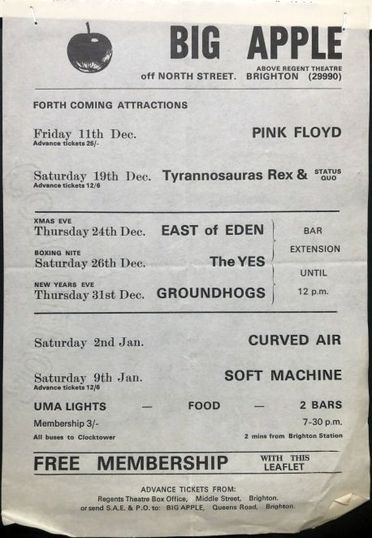 BIG APPLE
ABOVE REGENT THEATRE
off NORTH STREET. BRIGHTON (29990)
FORTH COMING ATTRACTIONS
Friday 11th Dec. PINK FLOYD
Advance tickets 25/-
Saturday 19th Dec. Tyrannosauras Rex & STATUS QUO
Advance tickets 12/6
XMAS EVE
Thursday 24th Dec. EAST of EDEN BAR
EXTENSION
BOXING NITE
Saturday 26th Dec. The YES
UNTIL
NEW YEARS EVE
Thursday 31st Dec. GROUNDHOGS 12 p.m.
Saturday 2nd Jan. CURVED AIR
Saturday 9th Jan. SOFT MACHINE
Advance tickets 12/6
UMA LIGHTS — FOOD — 2 BARS
Membership 3/- 7-30 p.m.
All buses to Clocktower 2 mins from Brighton Station
FREE MEMBERSHIP WITH THIS LEAFLET
ADVANCE TICKETS FROM:
Regents Theatre Box Office, Middle Street, Brighton.
or send S.A.E. & P.O. to: BIG APPLE, Queens Road, Brighton.